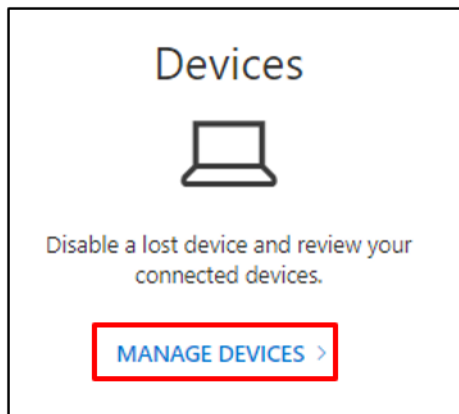 Devices
Disable a lost device and review your
connected devices.
MANAGE DEVICES >